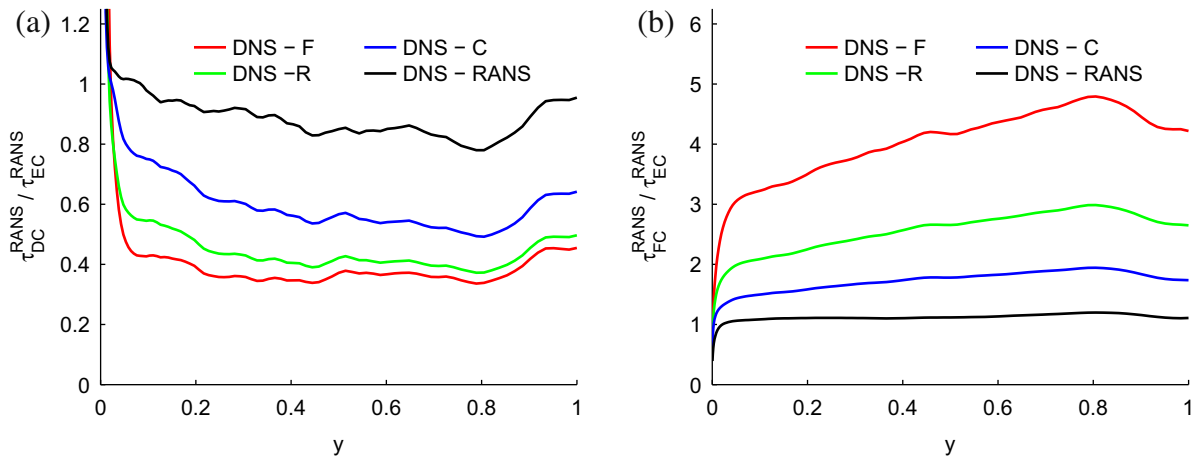 (a)
1.2
1
0.8
0.6
0.4
0.2
0
τ_DC^RANS / τ_EC^RANS
DNS − F
DNS −R
DNS − C
DNS − RANS
0 0.2 0.4 0.6 0.8 1
y
(b)
6
5
4
3
2
1
0
τ_FC^RANS / τ_EC^RANS
DNS − F
DNS −R
DNS − C
DNS − RANS
0 0.2 0.4 0.6 0.8 1
y